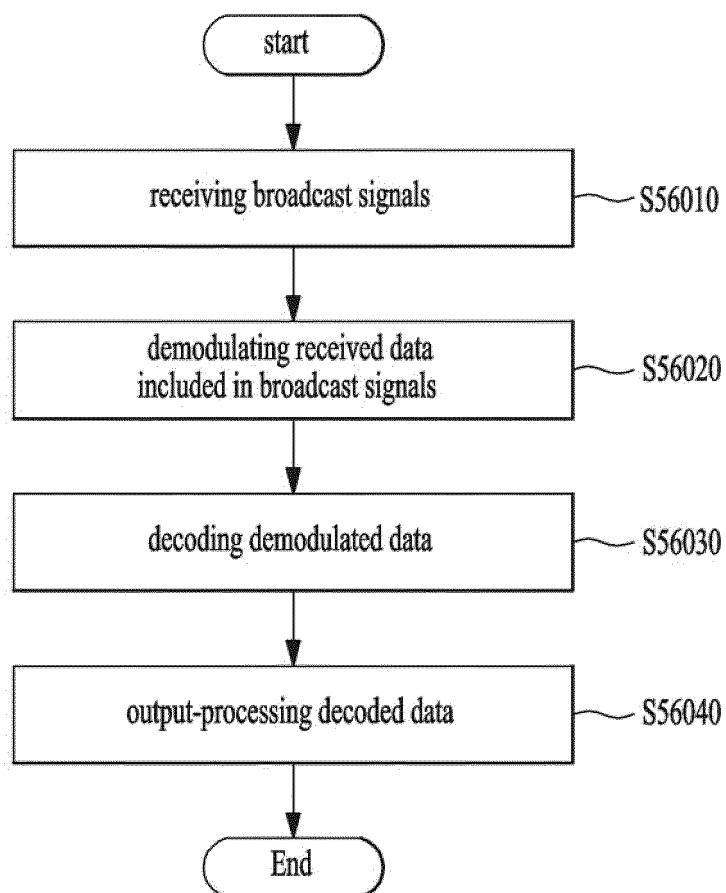 start
receiving broadcast signals
S56010
demodulating received data
included in broadcast signals
S56020
decoding demodulated data
S56030
output-processing decoded data
S56040
End